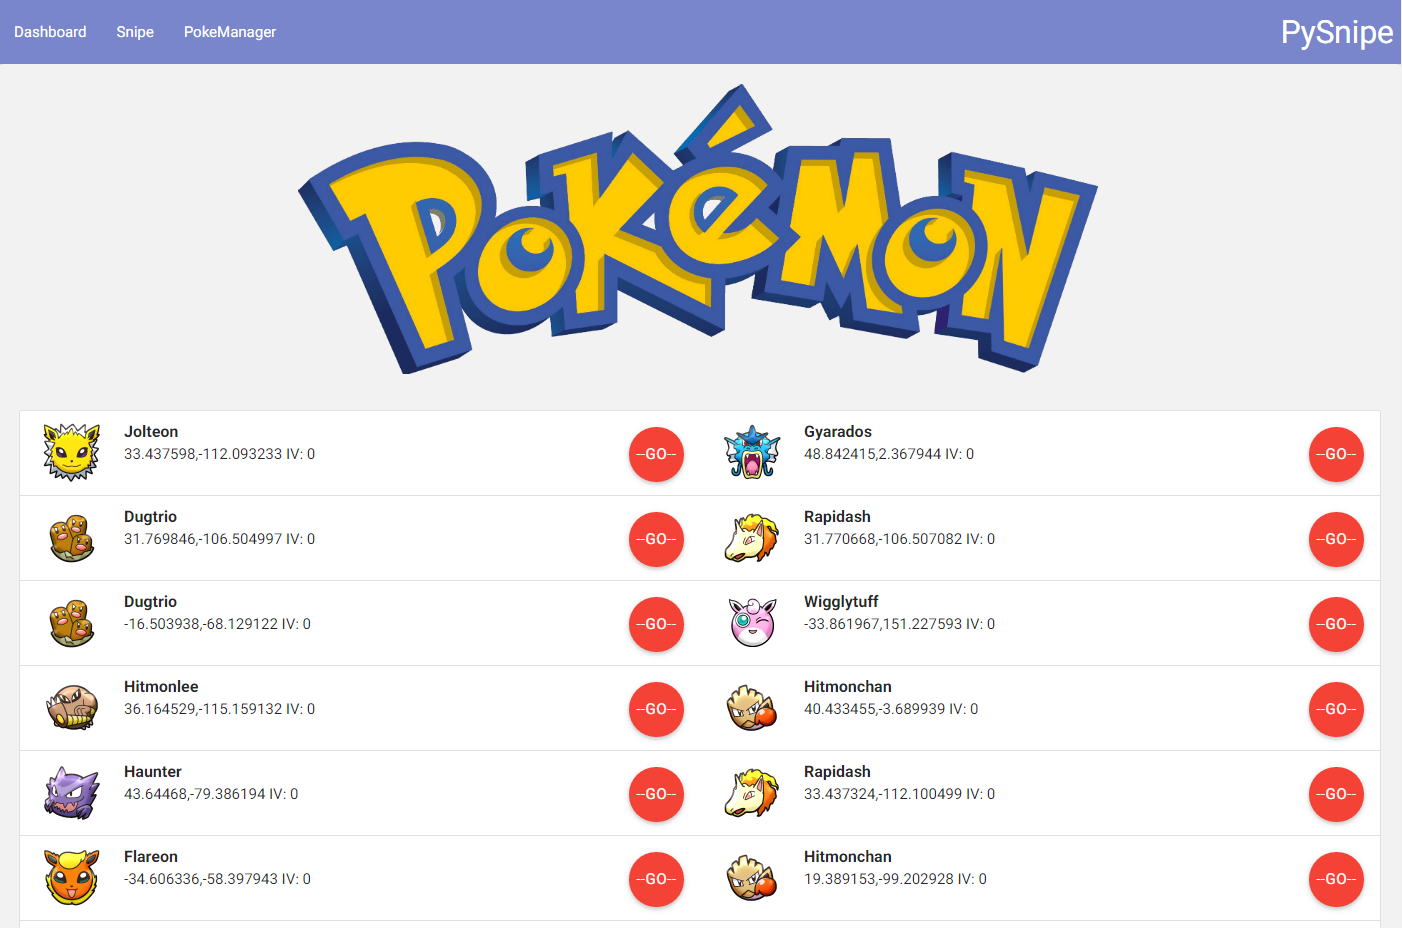 Dashboard Snipe PokeManager PySnipe
POKéMON
Jolteon
33.437598,-112.093233 IV: 0
--GO--
Gyarados
48.842415,2.367944 IV: 0
--GO--
Dugtrio
31.769846,-106.504997 IV: 0
--GO--
Rapidash
31.770668,-106.507082 IV: 0
--GO--
Dugtrio
-16.503938,-68.129122 IV: 0
--GO--
Wigglytuff
-33.861967,151.227593 IV: 0
--GO--
Hitmonlee
36.164529,-115.159132 IV: 0
--GO--
Hitmonchan
40.433455,-3.689939 IV: 0
--GO--
Haunter
43.64468,-79.386194 IV: 0
--GO--
Rapidash
33.437324,-112.100499 IV: 0
--GO--
Flareon
-34.606336,-58.397943 IV: 0
--GO--
Hitmonchan
19.389153,-99.202928 IV: 0
--GO--